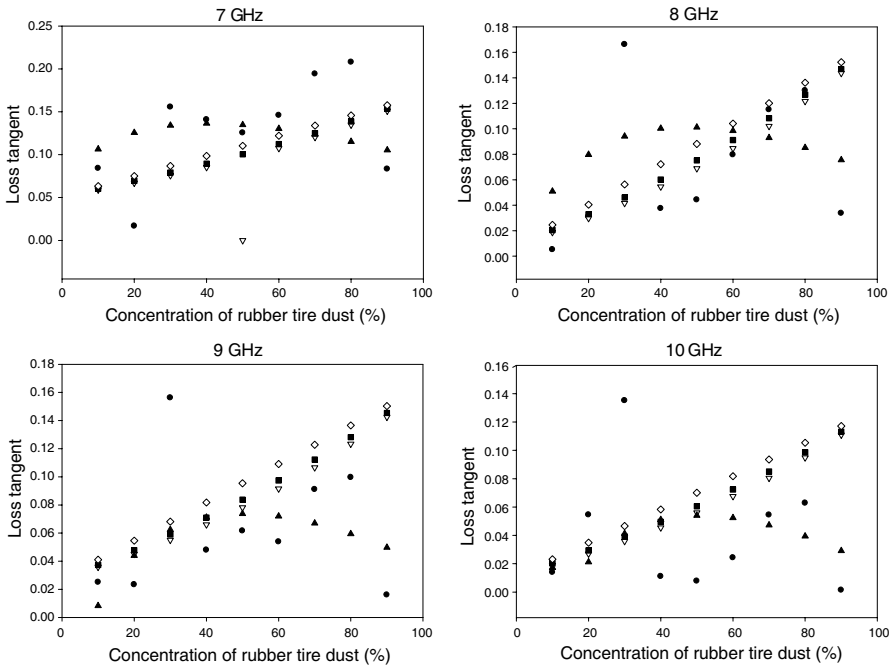 7 GHz
Loss tangent
0.25
0.20
0.15
0.10
0.05
0.00
0 20 40 60 80 100
Concentration of rubber tire dust (%)
8 GHz
Loss tangent
0.18
0.16
0.14
0.12
0.10
0.08
0.06
0.04
0.02
0.00
0 20 40 60 80 100
Concentration of rubber tire dust (%)
9 GHz
Loss tangent
0.18
0.16
0.14
0.12
0.10
0.08
0.06
0.04
0.02
0.00
0 20 40 60 80 100
Concentration of rubber tire dust (%)
10 GHz
Loss tangent
0.16
0.14
0.12
0.10
0.08
0.06
0.04
0.02
0.00
0 20 40 60 80 100
Concentration of rubber tire dust (%)